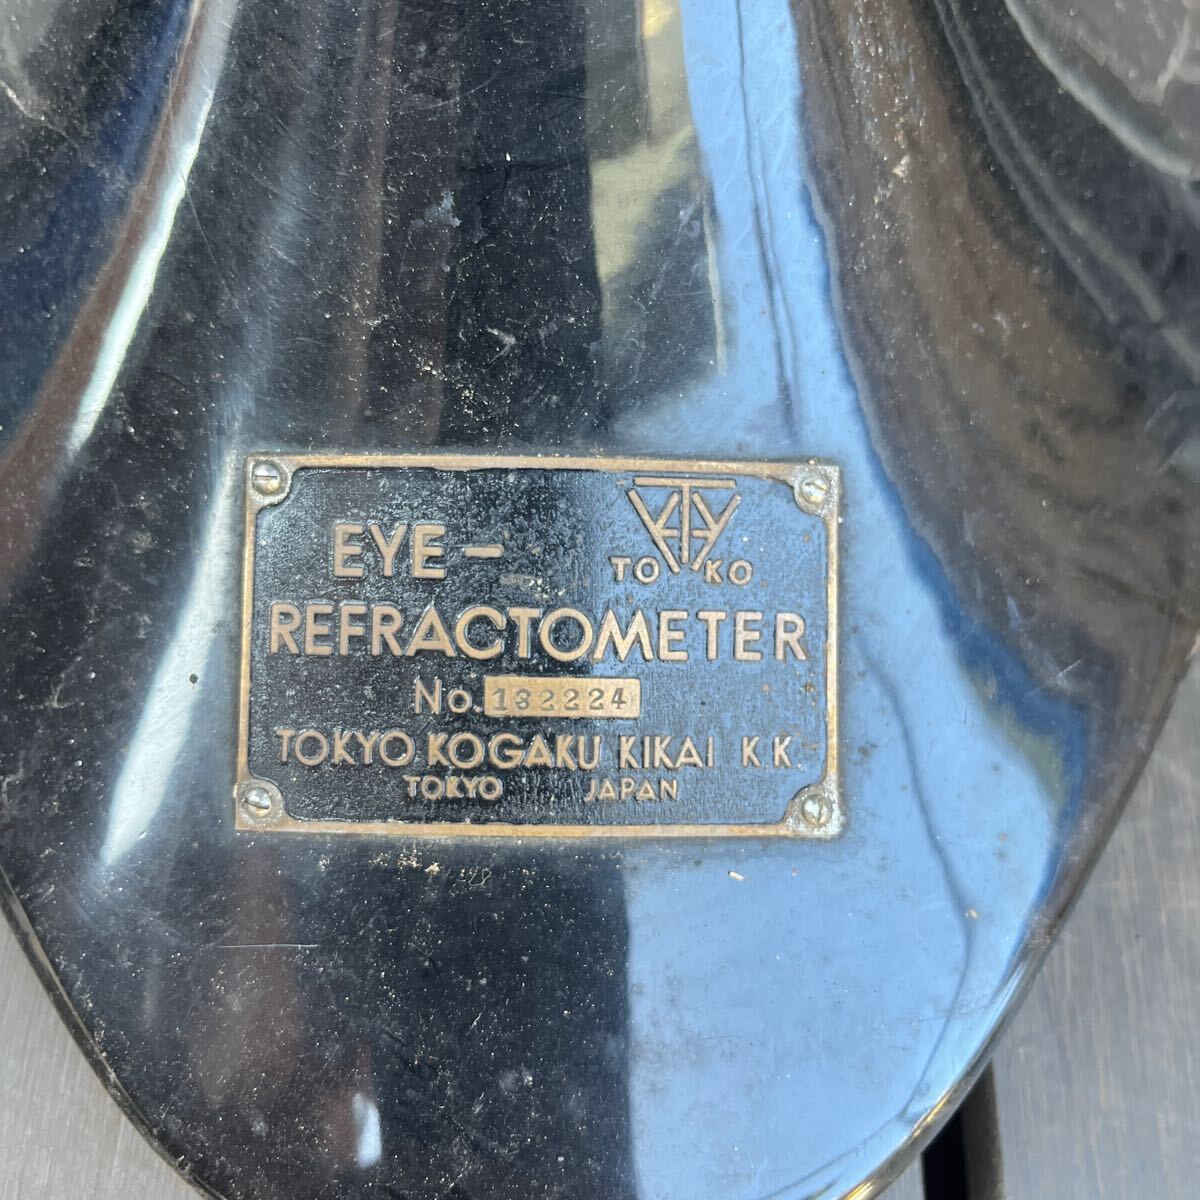 EYE-
TOKO.
REFRACTOMETER
No. 132224
TOKYO KOGAKU KIKAI K.K.
TOKYO JAPAN